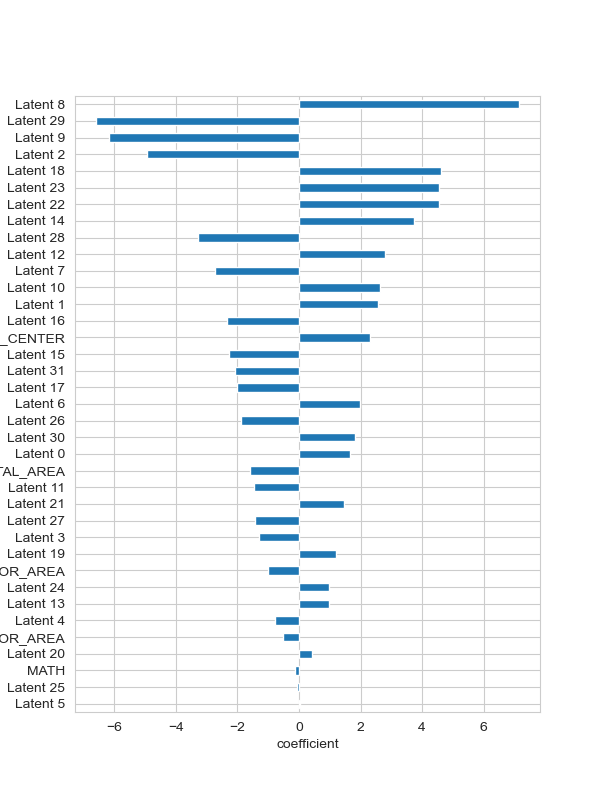 Latent 8
Latent 29
Latent 9
Latent 2
Latent 18
Latent 23
Latent 22
Latent 14
Latent 28
Latent 12
Latent 7
Latent 10
Latent 1
Latent 16
_CENTER
Latent 15
Latent 31
Latent 17
Latent 6
Latent 26
Latent 30
Latent 0
TAL_AREA
Latent 11
Latent 21
Latent 27
Latent 3
Latent 19
OR_AREA
Latent 24
Latent 13
Latent 4
OR_AREA
Latent 20
MATH
Latent 25
Latent 5
−6 −4 −2 0 2 4 6
coefficient